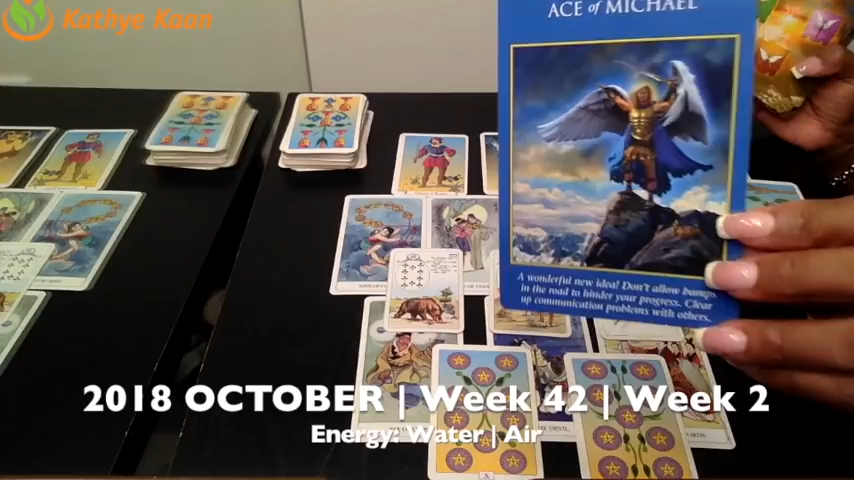 Kathye Kaan
ACE of MICHAEL
A wonderful new idea! Don't allow bumps
in the road to hinder your progress. Clear
up communication problems with others.
2018 OCTOBER | Week 42 | Week 2
Energy: Water | Air